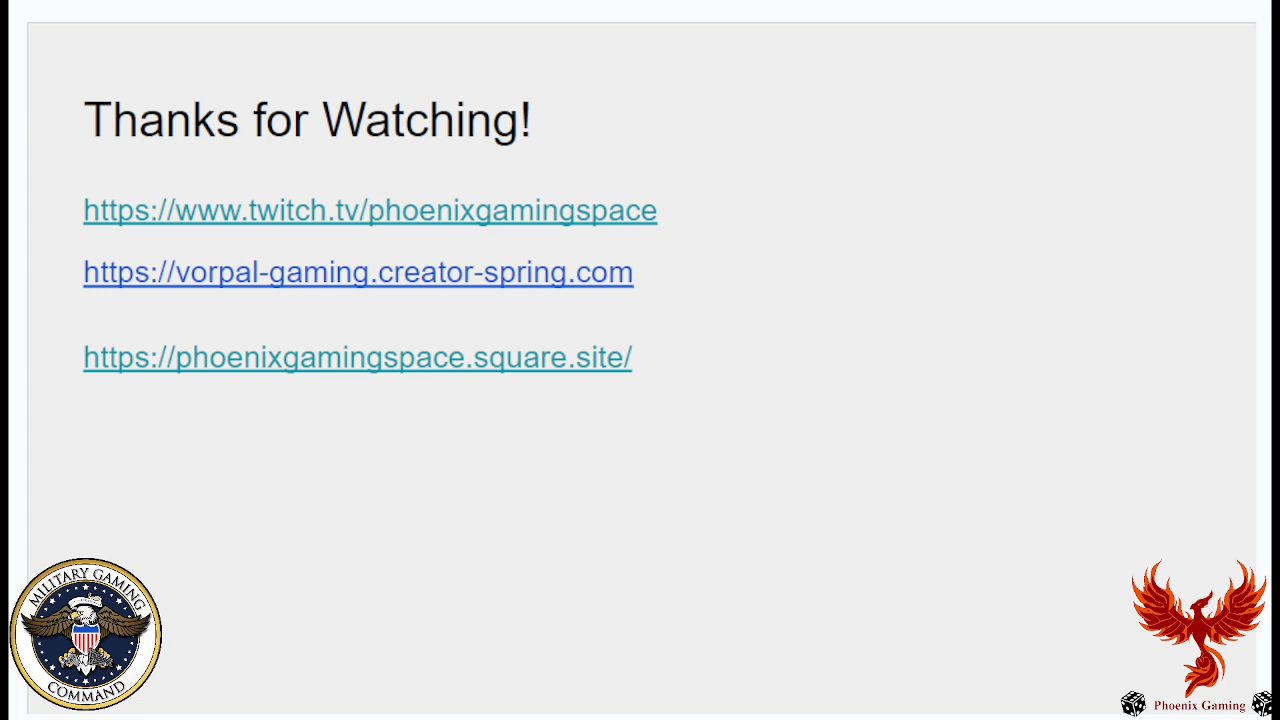 Thanks for Watching!
https://www.twitch.tv/phoenixgamingspace
https://vorpal-gaming.creator-spring.com
https://phoenixgamingspace.square.site/
MILITARY GAMING
COMMAND
Phoenix Gaming